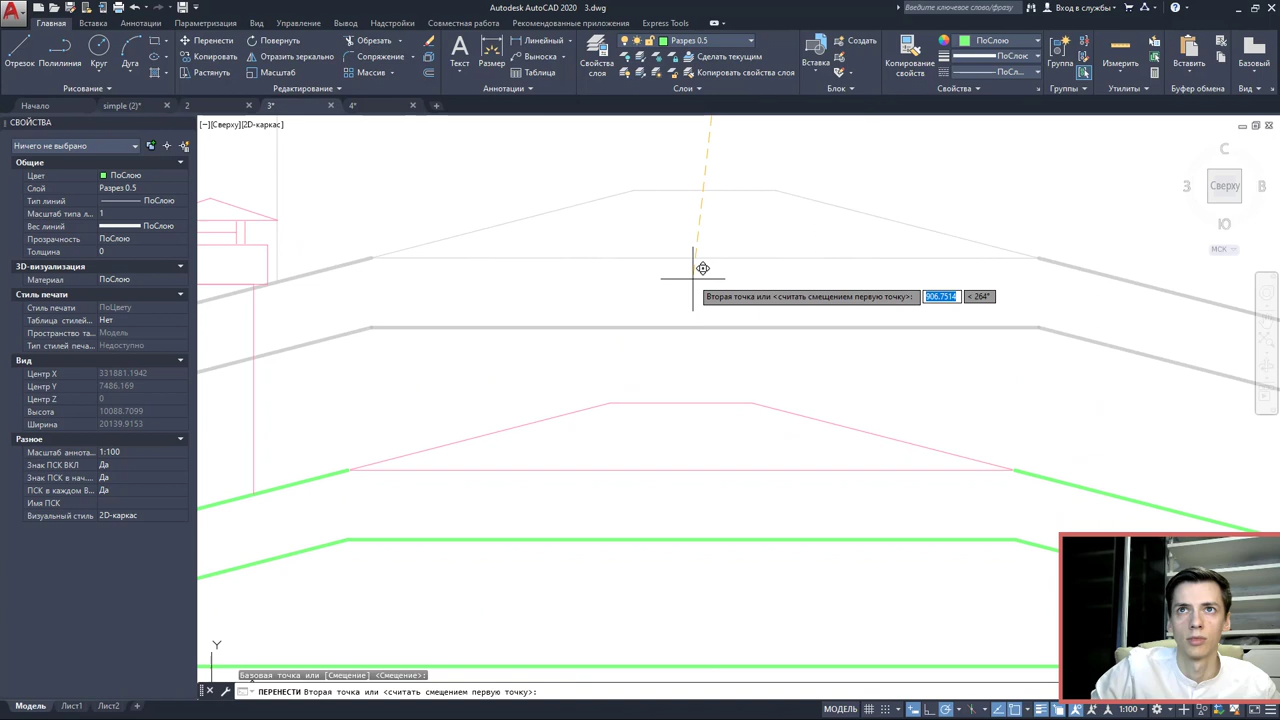 Autodesk AutoCAD 2020    3.dwg
Введите ключевое слово/фразу
Вход в службы
Главная  Вставка  Аннотации  Параметризация  Вид  Управление  Вывод  Надстройки  Совместная работа  Рекомендованные приложения  Express Tools
Отрезок  Полилиния  Круг  Дуга
Перенести  Повернуть  Обрезать
Копировать  Отразить зеркально  Сопряжение
Растянуть  Масштаб  Массив
Текст  Размер
Линейный
Выноска
Таблица
Свойства слоя
Разрез 0.5
Сделать текущим
Копировать свойства слоя
Вставка
Создать
Копирование свойств
ПоСлою
ПоСлою
ПоСл...
Группа  Измерить  Вставить  Базовый
Рисование  Редактирование  Аннотации  Слои  Блок  Свойства  Группы  Утилиты  Буфер обмена  Вид
Начало  simple (2)*  2  3*  4*
СВОЙСТВА
[−][Сверху][2D-каркас]
Ничего не выбрано
Общие
Цвет  ПоСлою
Слой  Разрез 0.5
Тип линий  ПоСлою
Масштаб типа л...  1
Вес линий  ПоСлою
Прозрачность  ПоСлою
Толщина  0
3D-визуализация
Материал  ПоСлою
Стиль печати
Стиль печати  ПоЦвету
Таблица стилей...  Нет
Пространство та...  Модель
Тип стилей печа...  Недоступно
Вид
Центр X  331881.1942
Центр Y  7486.169
Центр Z  0
Высота  10088.7099
Ширина  20139.9153
Разное
Масштаб аннота...  1:100
Знак ПСК ВКЛ  Да
Знак ПСК в нач....  Да
ПСК в каждом В...  Да
Имя ПСК
Визуальный стиль  2D-каркас
С
З  Сверху  В
Ю
МСК
Вторая точка или <считать смещением первую точку>:  906.7514  < 264°
Y
Базовая точка или [Смещение] <Смещение>:
ПЕРЕНЕСТИ Вторая точка или <считать смещением первую точку>:
Модель  Лист1  Лист2  +
МОДЕЛЬ  1:100